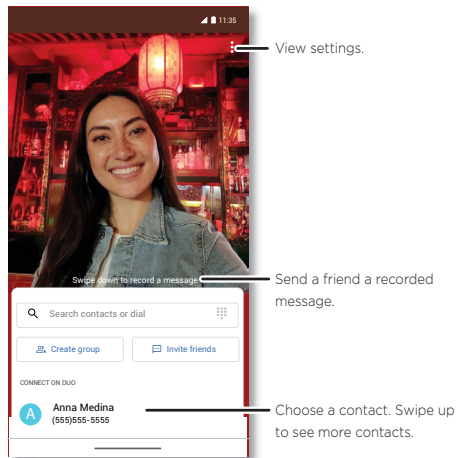 11:35
View settings.
Swipe down to record a message
Send a friend a recorded
message.
Search contacts or dial
Create group
Invite friends
CONNECT ON DUO
A
Anna Medina
(555)555-5555
Choose a contact. Swipe up
to see more contacts.